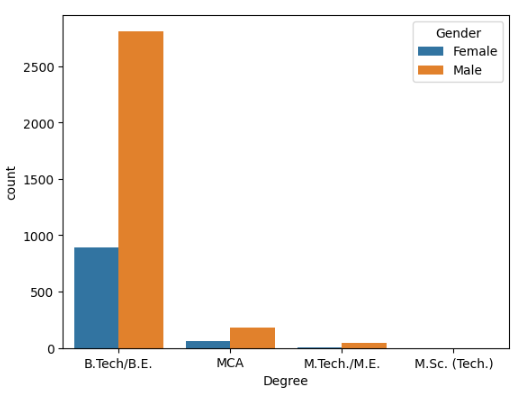 Gender
Female
Male
2500
2000
1500
1000
500
0
count
B.Tech/B.E.
MCA
M.Tech./M.E.
M.Sc. (Tech.)
Degree